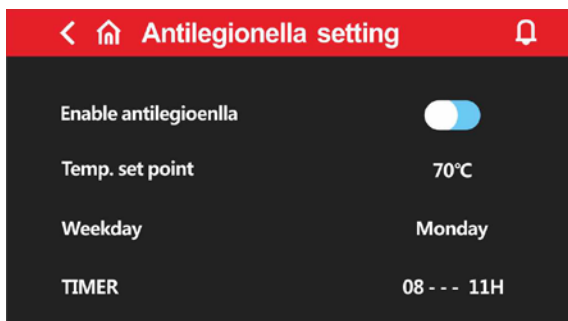 Antilegionella setting
Enable antilegioenlla
Temp. set point 70℃
Weekday Monday
TIMER 08 - - - 11H